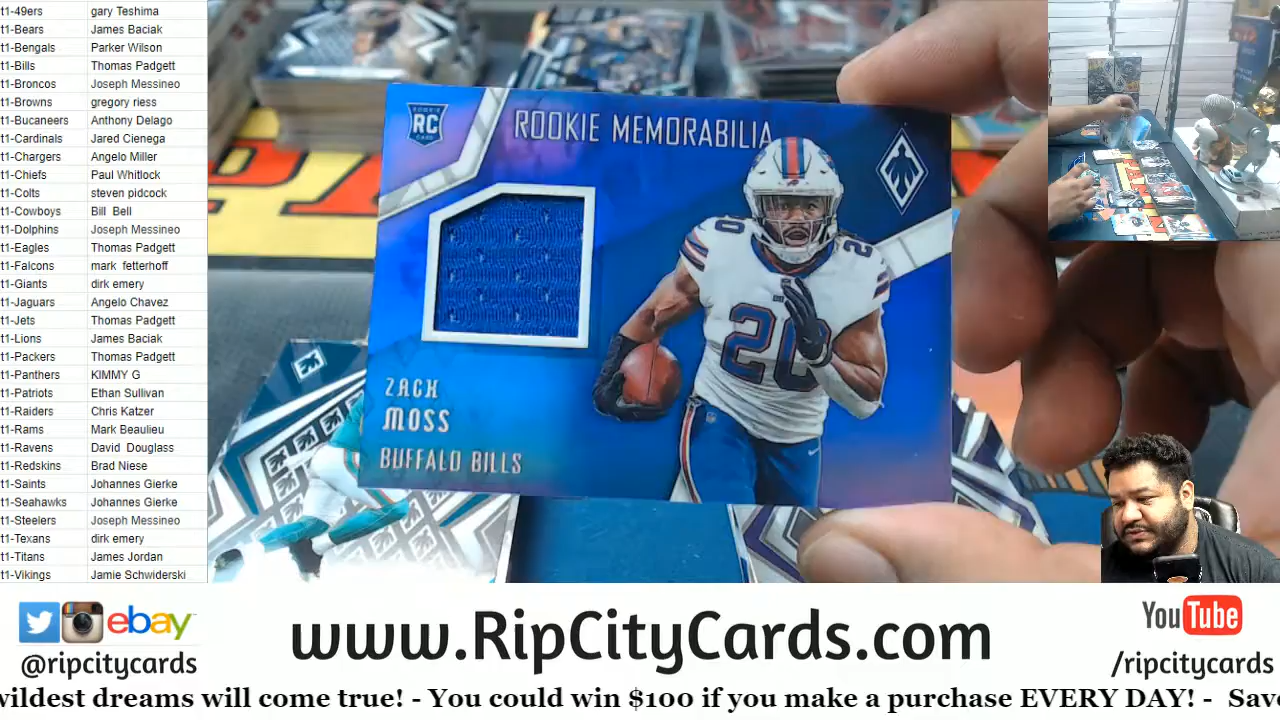 t1-49ers gary Teshima
t1-Bears James Baciak
t1-Bengals Parker Wilson
t1-Bills Thomas Padgett
t1-Broncos Joseph Messineo
t1-Browns gregory riess
t1-Bucaneers Anthony Delago
t1-Cardinals Jared Cienega
t1-Chargers Angelo Miller
t1-Chiefs Paul Whitlock
t1-Colts steven pidcock
t1-Cowboys Bill Bell
t1-Dolphins Joseph Messineo
t1-Eagles Thomas Padgett
t1-Falcons mark fetterhoff
t1-Giants dirk emery
t1-Jaguars Angelo Chavez
t1-Jets Thomas Padgett
t1-Lions James Baciak
t1-Packers Thomas Padgett
t1-Panthers KIMMY G
t1-Patriots Ethan Sullivan
t1-Raiders Chris Katzer
t1-Rams Mark Beaulieu
t1-Ravens David Douglass
t1-Redskins Brad Niese
t1-Saints Johannes Gierke
t1-Seahawks Johannes Gierke
t1-Steelers Joseph Messineo
t1-Texans dirk emery
t1-Titans James Jordan
t1-Vikings Jamie Schwiderski
ROOKIE
RC
CARD
ROOKIE MEMORABILIA
20 20
20
ZACK
MOSS
BUFFALO BILLS
ebay
@ripcitycards
www.RipCityCards.com
YouTube
/ripcitycards
wildest dreams will come true! - You could win $100 if you make a purchase EVERY DAY! - Save